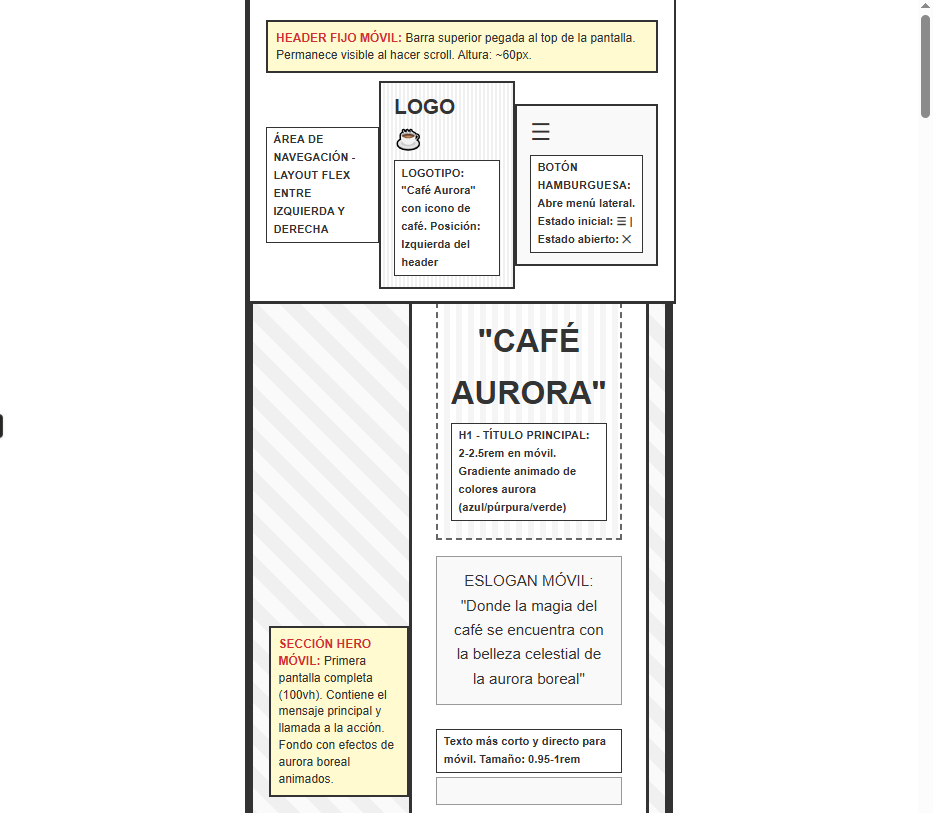 HEADER FIJO MÓVIL: Barra superior pegada al top de la pantalla.
Permanece visible al hacer scroll. Altura: ~60px.
ÁREA DE
NAVEGACIÓN -
LAYOUT FLEX
ENTRE
IZQUIERDA Y
DERECHA
LOGO
LOGOTIPO:
"Café Aurora"
con icono de
café. Posición:
Izquierda del
header
☰
BOTÓN
HAMBURGUESA:
Abre menú lateral.
Estado inicial: ☰ |
Estado abierto: ✕
"CAFÉ
AURORA"
H1 - TÍTULO PRINCIPAL:
2-2.5rem en móvil.
Gradiente animado de
colores aurora
(azul/púrpura/verde)
ESLOGAN MÓVIL:
"Donde la magia del
café se encuentra con
la belleza celestial de
la aurora boreal"
SECCIÓN HERO
MÓVIL: Primera
pantalla completa
(100vh). Contiene el
mensaje principal y
llamada a la acción.
Fondo con efectos de
aurora boreal
animados.
Texto más corto y directo para
móvil. Tamaño: 0.95-1rem